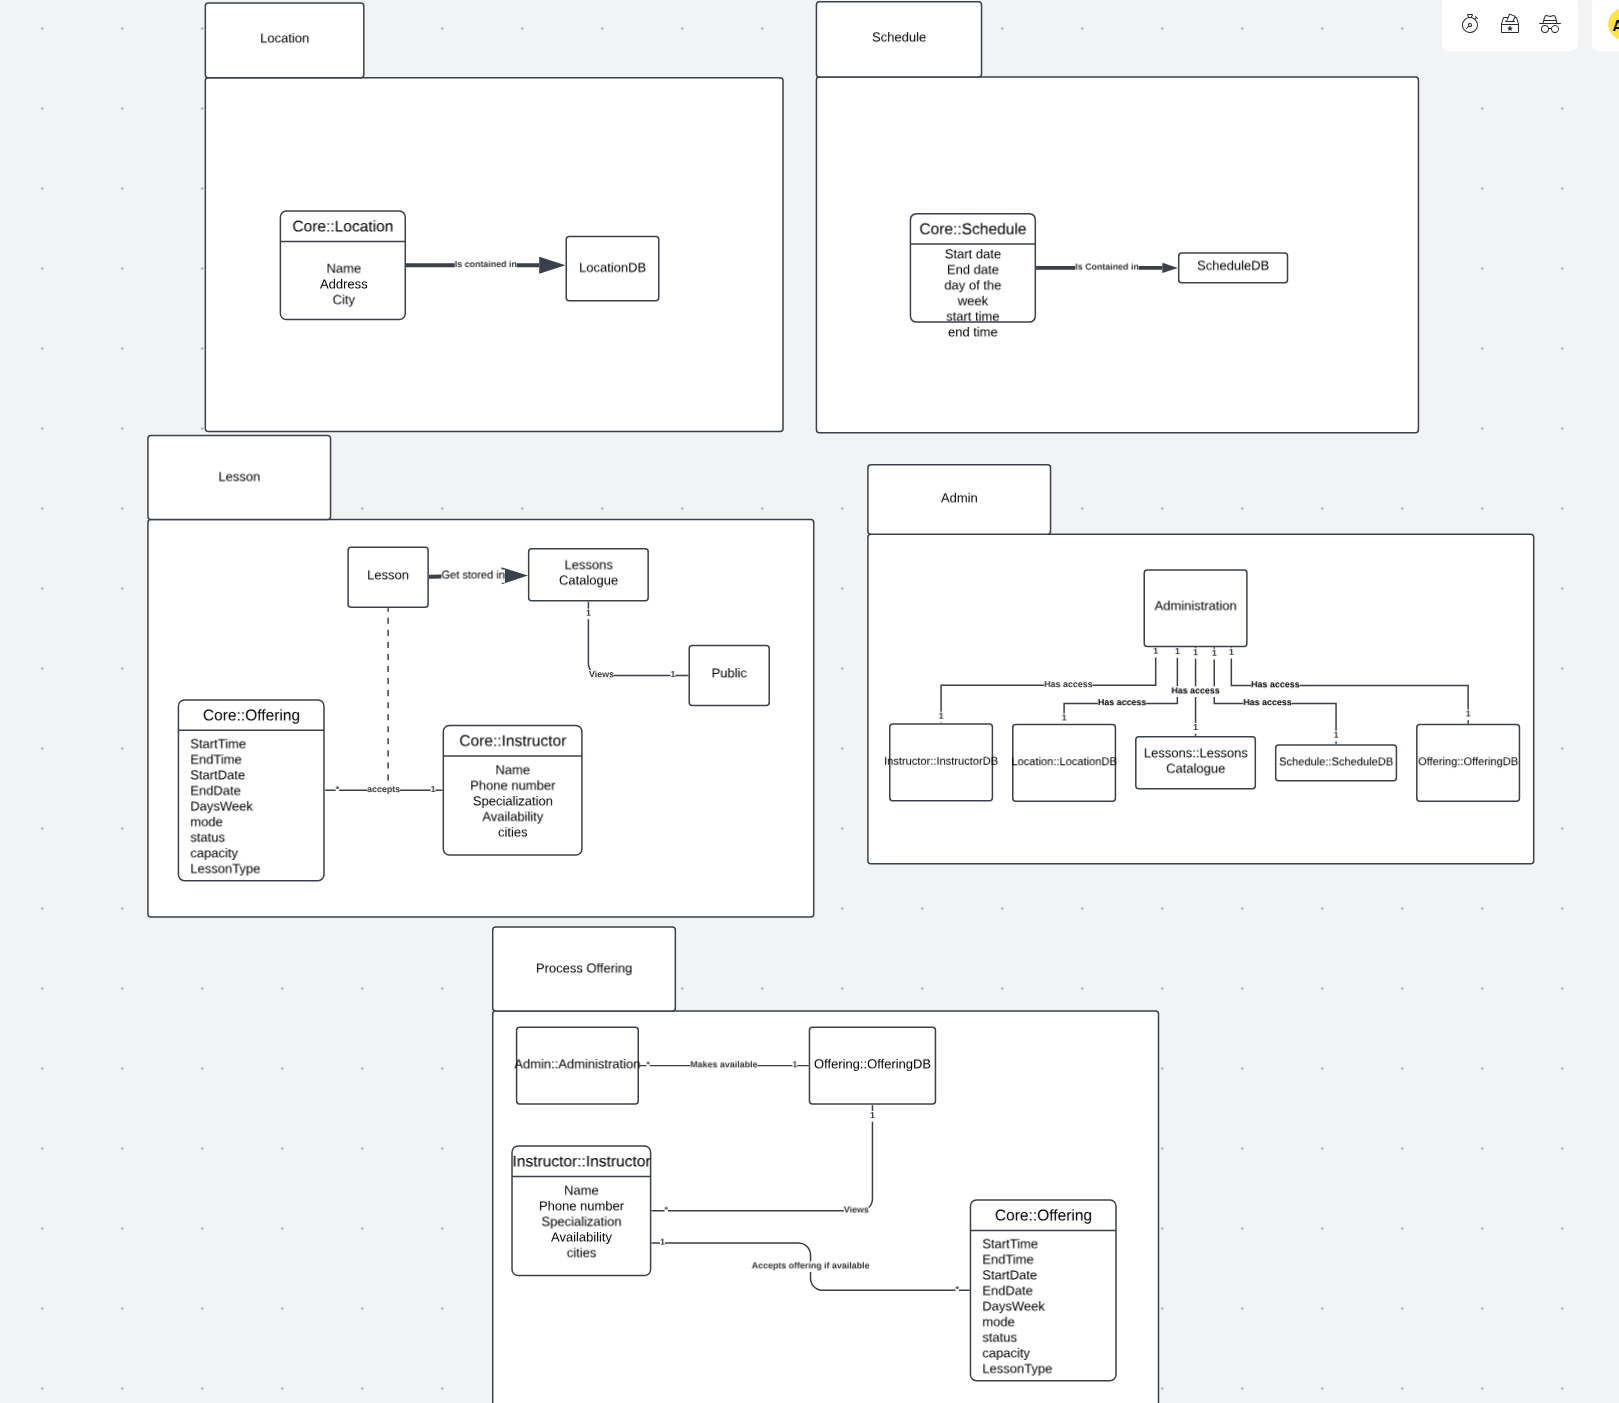 Location
Core::Location
Name
Address
City
Is contained in
LocationDB
Schedule
Core::Schedule
Start date
End date
day of the
week
start time
end time
Is Contained in
ScheduleDB
Lesson
Lesson
Get stored in
Lessons
Catalogue
1
Views
1
Public
Core::Offering
StartTime
EndTime
StartDate
EndDate
DaysWeek
mode
status
capacity
LessonType
*
accepts
1
Core::Instructor
Name
Phone number
Specialization
Availability
cities
Admin
Administration
1 1 1 1 1
Has access
Has access
Has access
Has access
Has access
1
1
1
1
1
Instructor::InstructorDB
Location::LocationDB
Lessons::Lessons
Catalogue
Schedule::ScheduleDB
Offering::OfferingDB
Process Offering
Admin::Administration
*
Makes available
1
Offering::OfferingDB
1
Instructor::Instructor
Name
Phone number
Specialization
Availability
cities
*
Views
1
Accepts offering if available
*
Core::Offering
StartTime
EndTime
StartDate
EndDate
DaysWeek
mode
status
capacity
LessonType